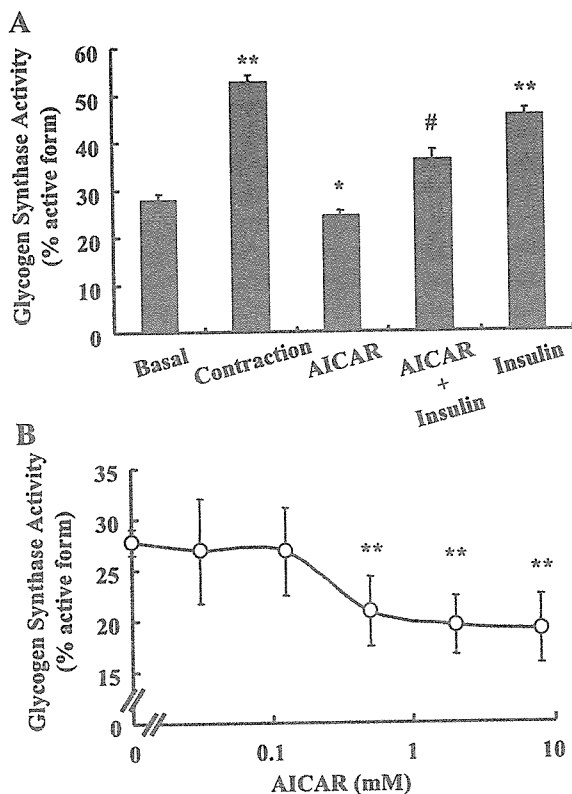 A
Glycogen Synthase Activity
(% active form)
60
50
40
30
20
10
0
**
*
#
**
Basal
Contraction
AICAR
AICAR
+
Insulin
Insulin
B
Glycogen Synthase Activity
(% active form)
35
30
25
20
15
0
**
**
**
0
0.1
1
10
AICAR (mM)